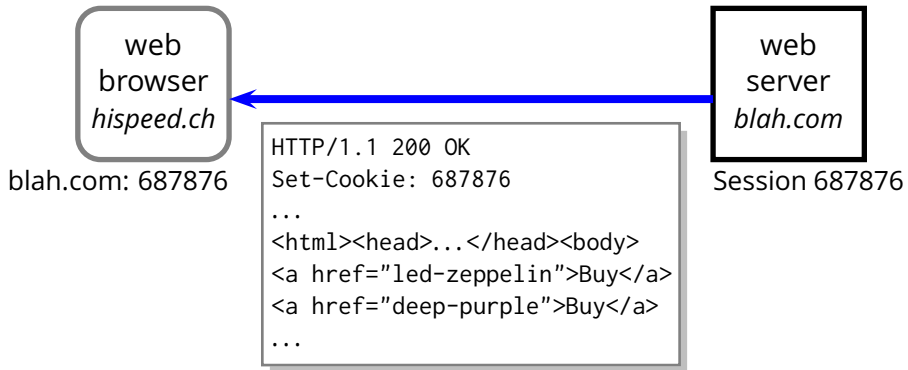 web
browser
hispeed.ch
web
server
blah.com
blah.com: 687876
Session 687876
HTTP/1.1 200 OK
Set-Cookie: 687876
...
<html><head>...</head><body>
<a href="led-zeppelin">Buy</a>
<a href="deep-purple">Buy</a>
...